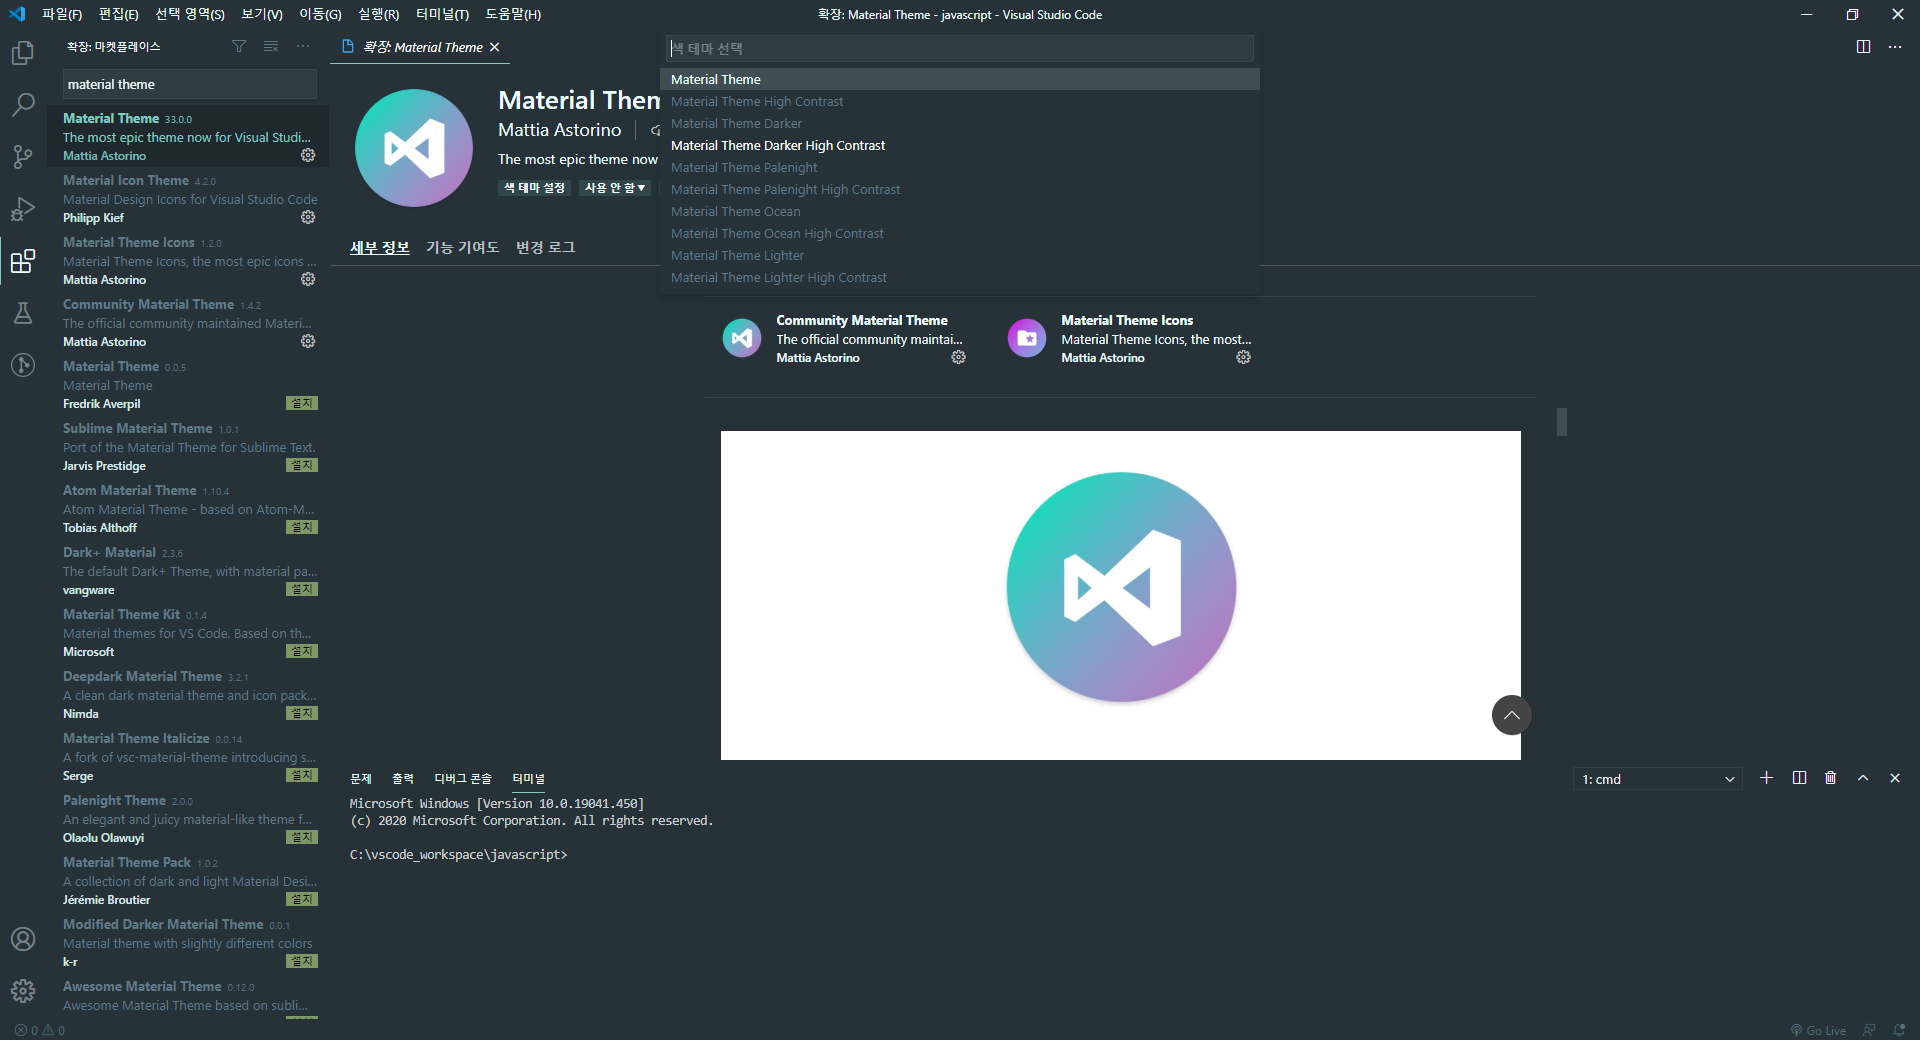 파일(F) 편집(E) 선택 영역(S) 보기(V) 이동(G) 실행(R) 터미널(T) 도움말(H)
확장: Material Theme - javascript - Visual Studio Code
확장: 마켓플레이스
material theme
Material Theme 33.0.0
The most epic theme now for Visual Studi...
Mattia Astorino
Material Icon Theme 4.2.0
Material Design Icons for Visual Studio Code
Philipp Kief
Material Theme Icons 1.2.0
Material Theme Icons, the most epic icons ...
Mattia Astorino
Community Material Theme 1.4.2
The official community maintained Materi...
Mattia Astorino
Material Theme 0.0.5
Material Theme
Fredrik Averpil 설치
Sublime Material Theme 1.0.1
Port of the Material Theme for Sublime Text.
Jarvis Prestidge 설치
Atom Material Theme 1.10.4
Atom Material Theme - based on Atom-M...
Tobias Althoff 설치
Dark+ Material 2.3.6
The default Dark+ Theme, with material pa...
vangware 설치
Material Theme Kit 0.1.4
Material themes for VS Code. Based on th...
Microsoft 설치
Deepdark Material Theme 3.2.1
A clean dark material theme and icon pack...
Nimda 설치
Material Theme Italicize 0.0.14
A fork of vsc-material-theme introducing s...
Serge 설치
Palenight Theme 2.0.0
An elegant and juicy material-like theme f...
Olaolu Olawuyi 설치
Material Theme Pack 1.0.2
A collection of dark and light Material Desi...
Jérémie Broutier 설치
Modified Darker Material Theme 0.0.1
Material theme with slightly different colors
k-r 설치
Awesome Material Theme 0.12.0
Awesome Material Theme based on subli...
확장: Material Theme
Material Them
Mattia Astorino
The most epic theme now
색 테마 설정 사용 안 함
세부 정보 기능 기여도 변경 로그
색 테마 선택
Material Theme
Material Theme High Contrast
Material Theme Darker
Material Theme Darker High Contrast
Material Theme Palenight
Material Theme Palenight High Contrast
Material Theme Ocean
Material Theme Ocean High Contrast
Material Theme Lighter
Material Theme Lighter High Contrast
Community Material Theme
The official community maintai...
Mattia Astorino
Material Theme Icons
Material Theme Icons, the most...
Mattia Astorino
문제 출력 디버그 콘솔 터미널
1: cmd
Microsoft Windows [Version 10.0.19041.450]
(c) 2020 Microsoft Corporation. All rights reserved.
C:\vscode_workspace\javascript>
0 0
Go Live